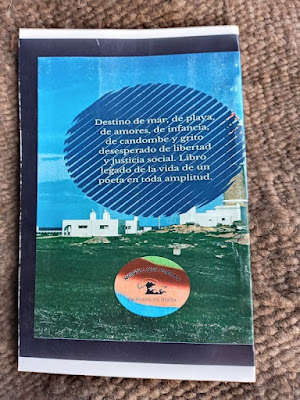 Destino de mar, de playa,
de amores, de infancia,
de candombe y grito
desesperado de libertad
y justicia social. Libro
legado de la vida de un
poeta en toda amplitud.